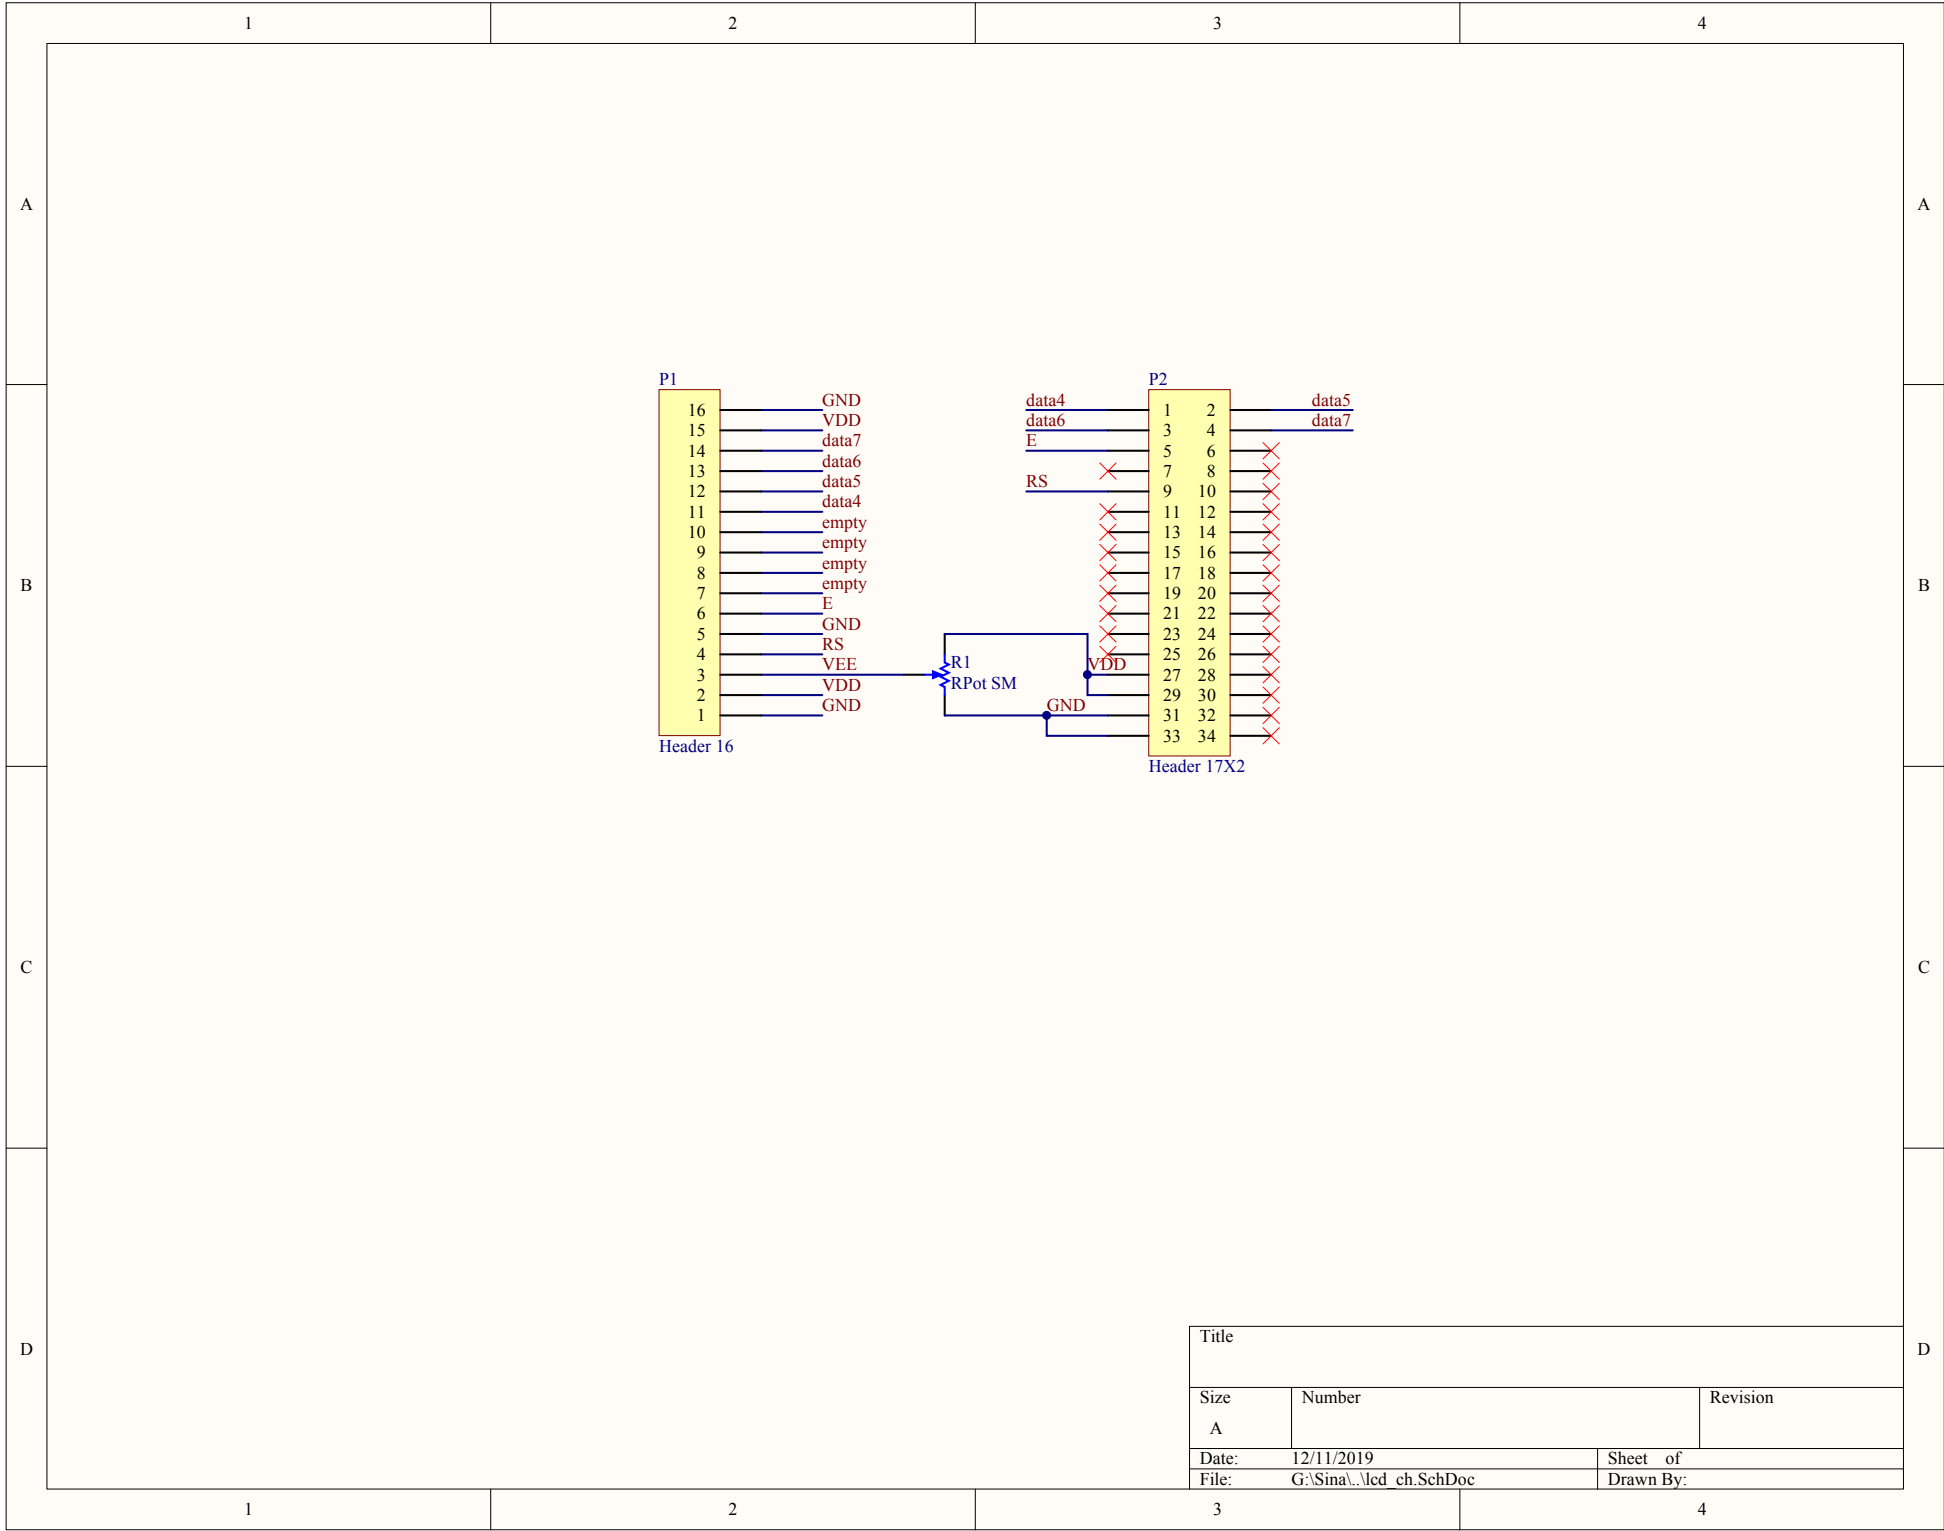 1 2 3 4
A A
P1 P2
16 GND data4 1 2 data5
15 VDD data6 3 4 data7
14 data7 E 5 6
13 data6 7 8
12 data5 RS 9 10
11 data4 11 12
10 empty 13 14
9 empty 15 16
B 8 empty 17 18 B
7 empty 19 20
6 E 21 22
5 GND 23 24
4 RS 25 26
3 VEE R1 VDD 27 28
2 VDD RPot SM 29 30
1 GND GND 31 32
33 34
Header 16
Header 17X2
C C
Title
D D
Size Number Revision
A
Date: 12/11/2019 Sheet of
File: G:\Sina\..\lcd_ch.SchDoc Drawn By:
1 2 3 4